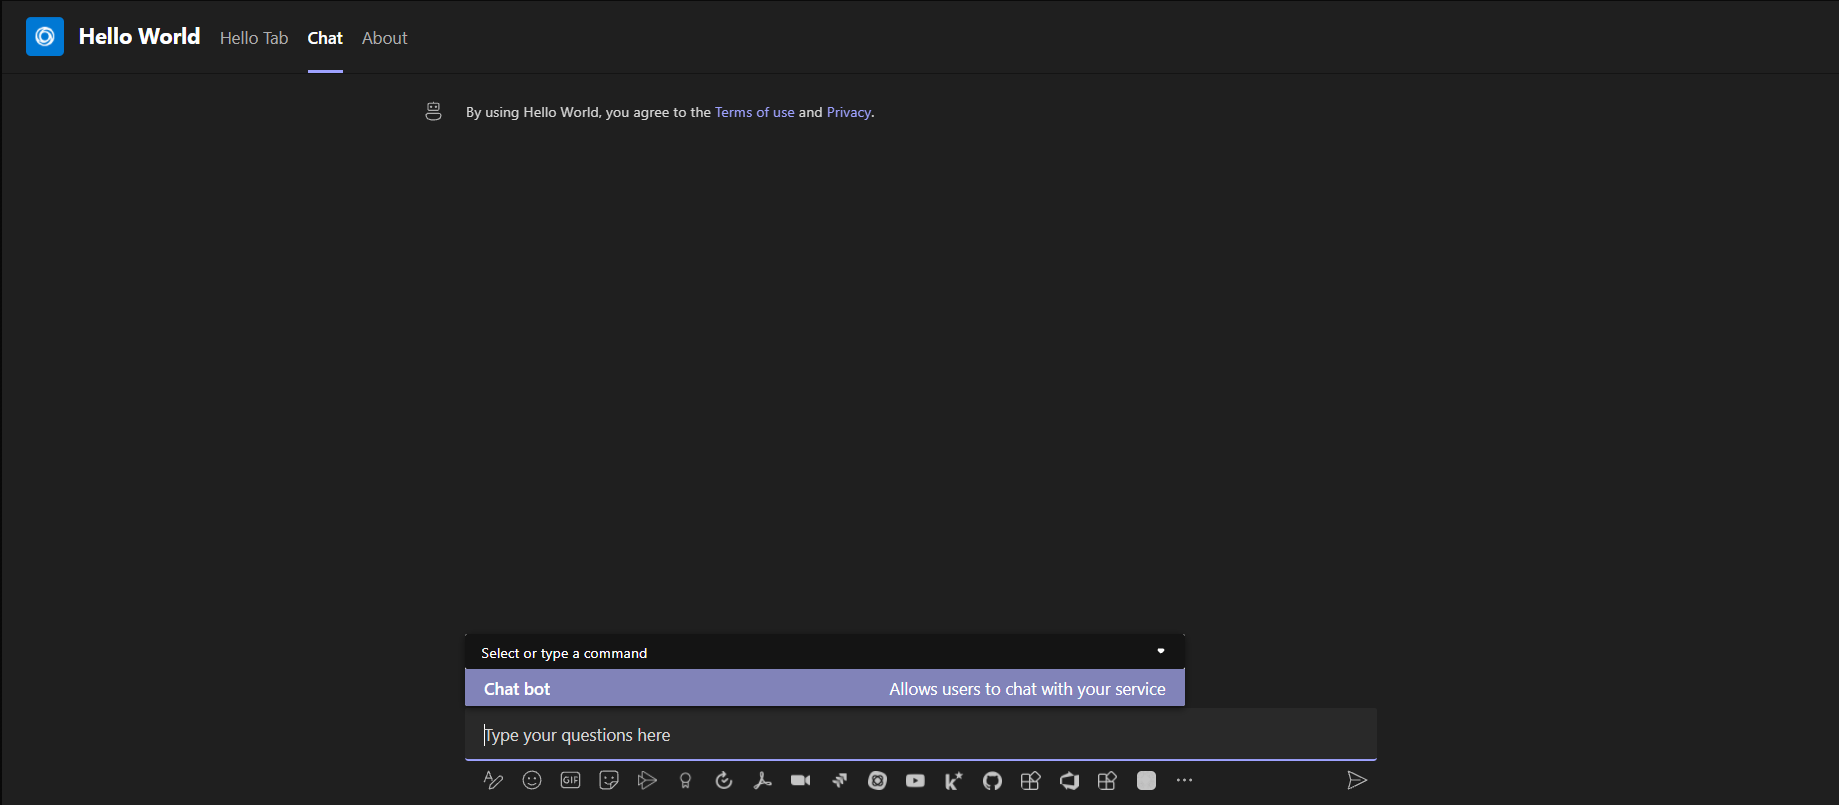 Hello World Hello Tab Chat About
By using Hello World, you agree to the Terms of use and Privacy.
Select or type a command
Chat bot Allows users to chat with your service
Type your questions here
GIF